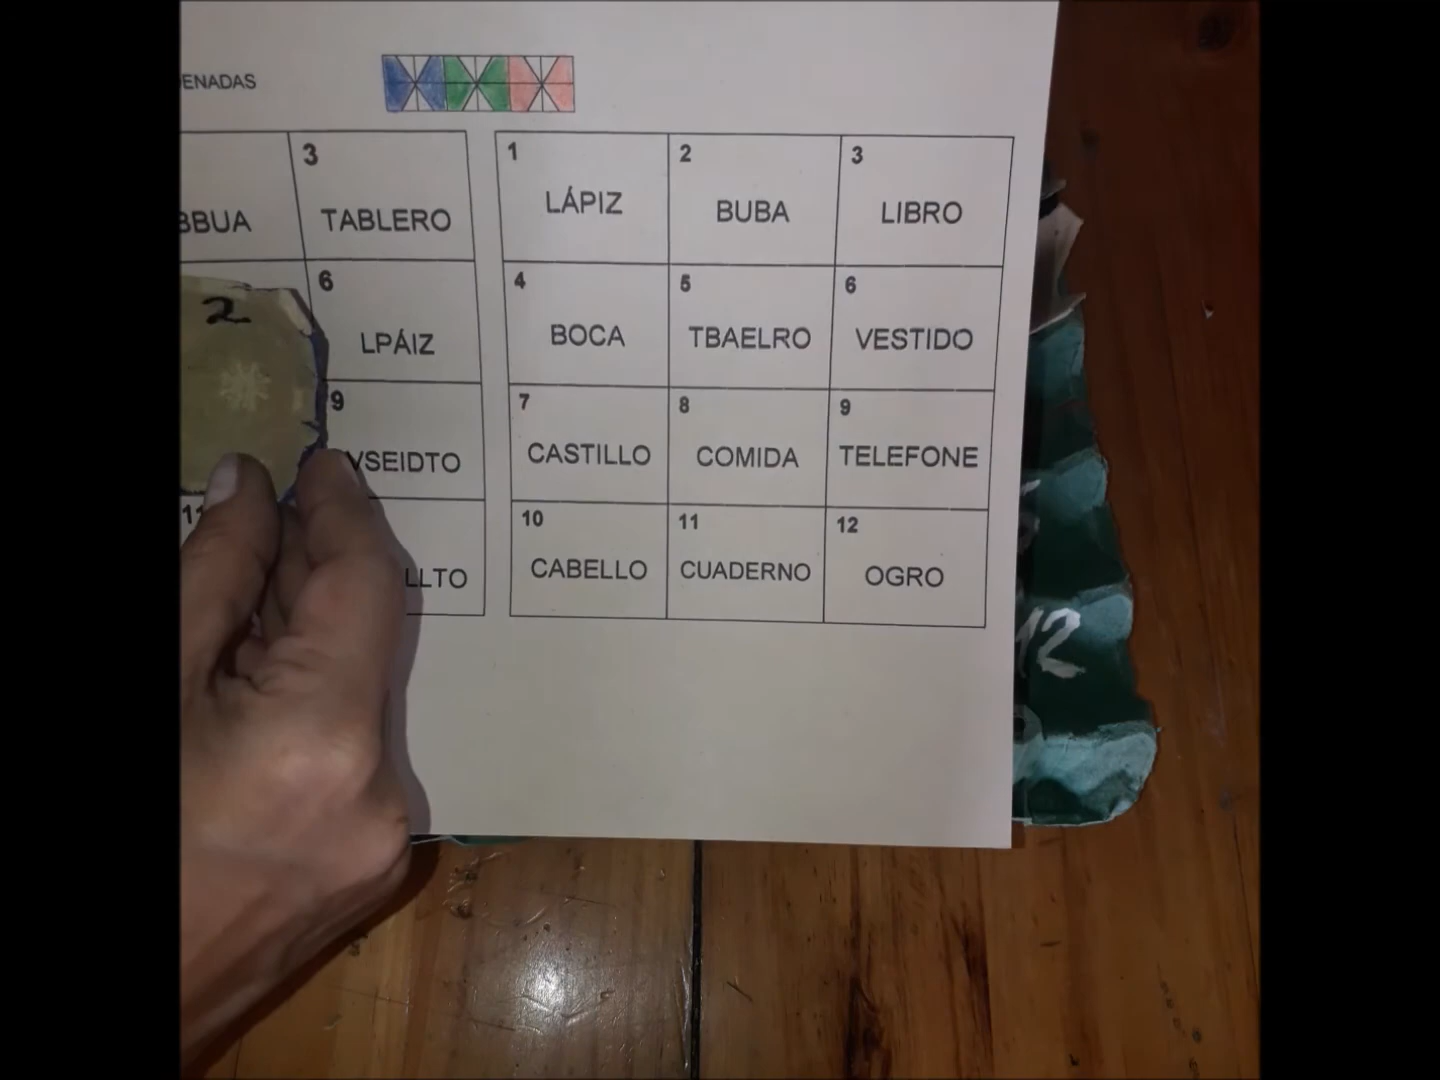 ENADAS
3
BBUA
TABLERO
2
6
LPÁIZ
9
VSEIDTO
11
LLTO
1
2
3
LÁPIZ
BUBA
LIBRO
4
5
6
BOCA
TBAELRO
VESTIDO
7
8
9
CASTILLO
COMIDA
TELEFONE
10
11
12
CABELLO
CUADERNO
OGRO
12